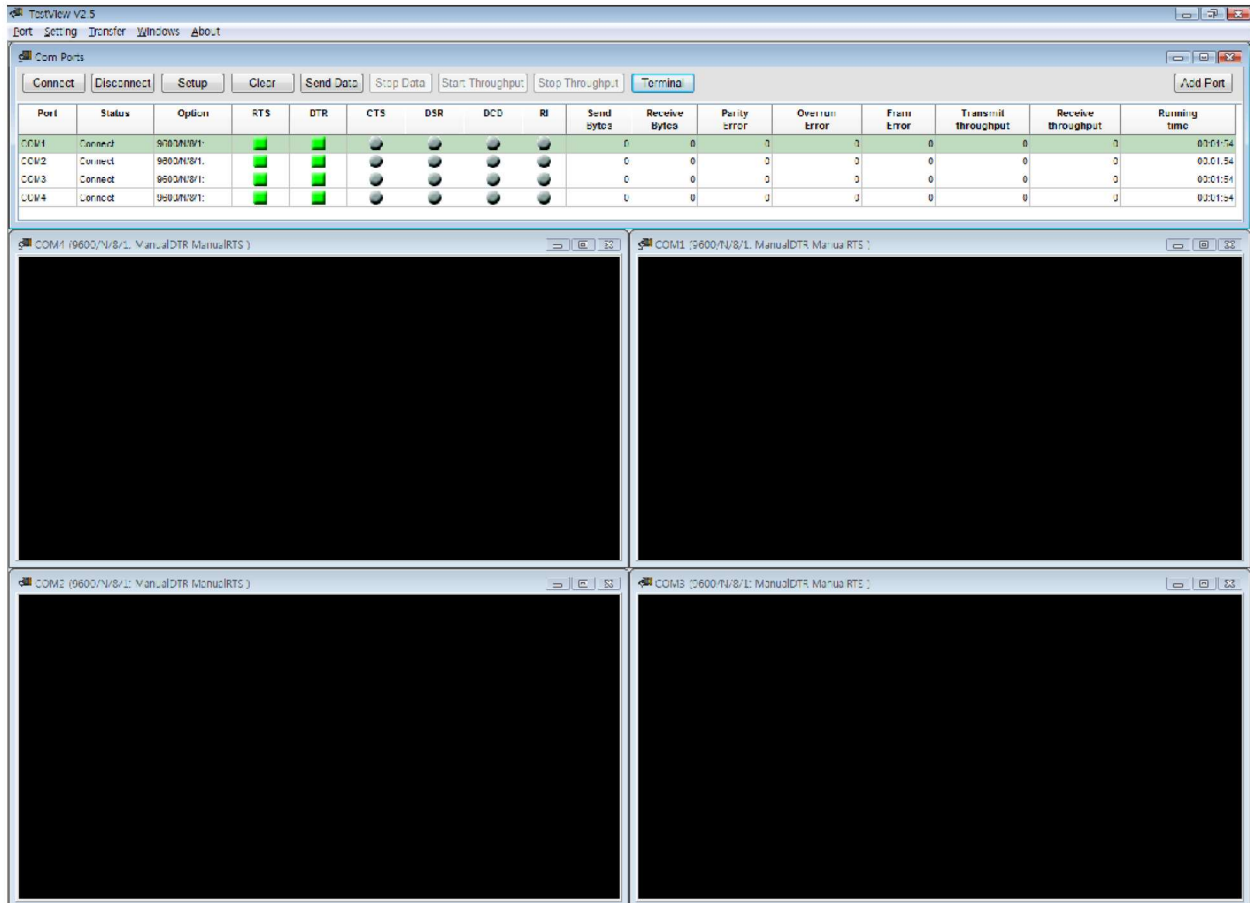 TestView V2.5
Port Setting Transfer Windows About
Com Ports
Connect Disconnect Setup Clear Send Data Stop Data Start Throughput Stop Throughput Terminal Add Port
Port Status Option RTS DTR CTS DSR DCD RI Send Bytes Receive Bytes Parity Error Overrun Error Fram Error Transmit throughput Receive throughput Running time
COM1 Connect 9600/N/8/1: 0 0 0 0 0 0 0 00:01:54
COM2 Connect 9600/N/8/1: 0 0 0 0 0 0 0 00:01:54
COM3 Connect 9600/N/8/1: 0 0 0 0 0 0 0 00:01:54
COM4 Connect 9600/N/8/1: 0 0 0 0 0 0 0 00:01:54
COM4 (9600/N/8/1: ManualDTR ManualRTS )
COM1 (9600/N/8/1: ManualDTR ManualRTS )
COM2 (9600/N/8/1: ManualDTR ManualRTS )
COM3 (9600/N/8/1: ManualDTR ManualRTS )